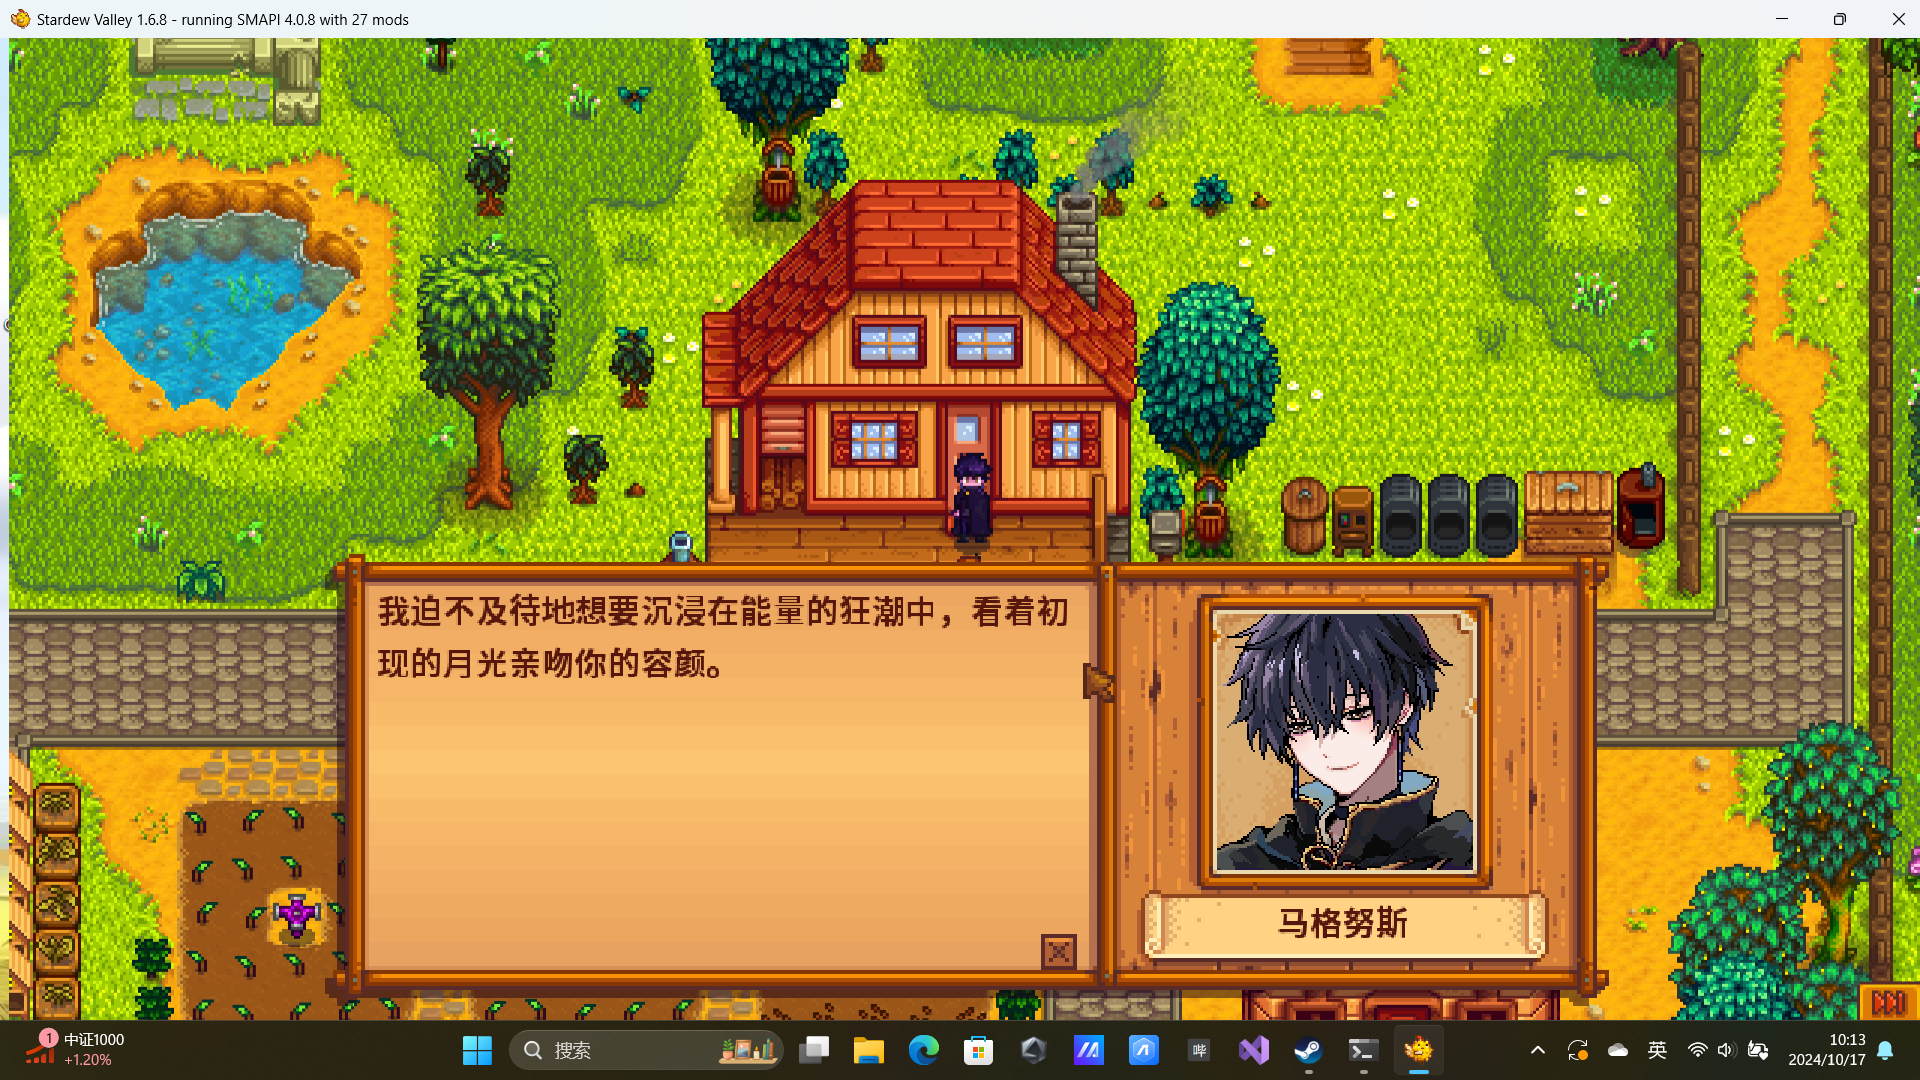 Stardew Valley 1.6.8 - running SMAPI 4.0.8 with 27 mods
我迫不及待地想要沉浸在能量的狂潮中，看着初
现的月光亲吻你的容颜。
马格努斯
1
中证1000
+1.20%
搜索
哔
英
10:13
2024/10/17